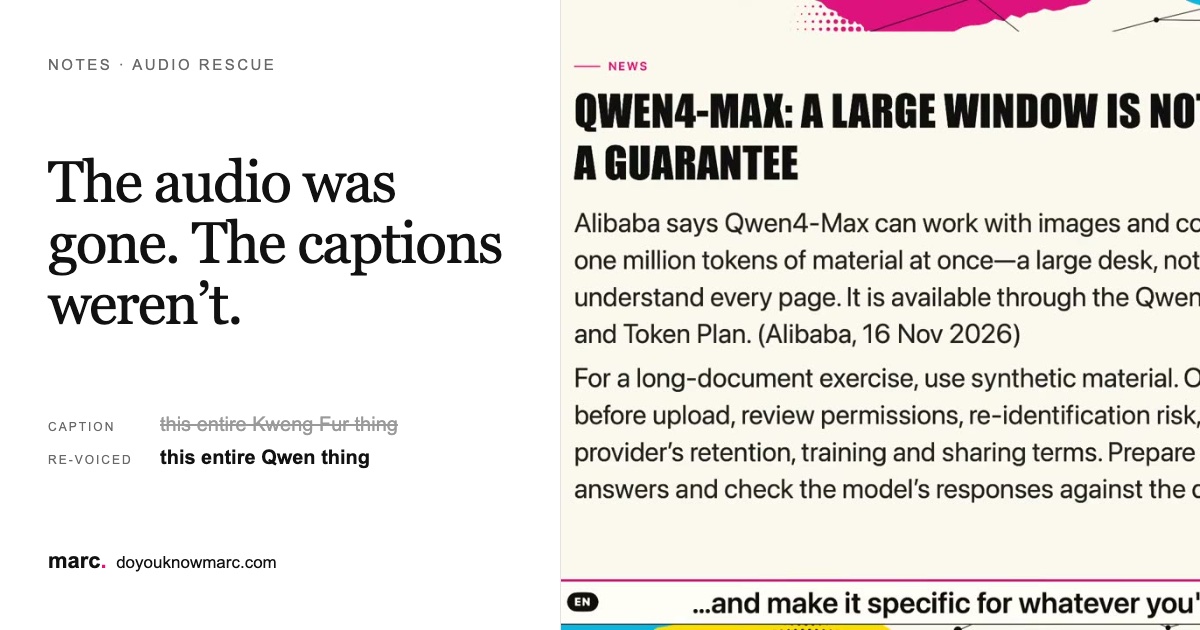 NOTES · AUDIO RESCUE
The audio was
gone. The captions
weren’t.
CAPTION this entire Kweng Fur thing
RE-VOICED this entire Qwen thing
marc. doyouknowmarc.com
NEWS
QWEN4-MAX: A LARGE WINDOW IS NOT
A GUARANTEE
Alibaba says Qwen4-Max can work with images and
one million tokens of material at once—a large desk, not
understand every page. It is available through the Qwen
and Token Plan. (Alibaba, 16 Nov 2026)
For a long-document exercise, use synthetic material.
before upload, review permissions, re-identification risk,
provider’s retention, training and sharing terms. Prepare
answers and check the model’s responses against the
EN
...and make it specific for whatever you'